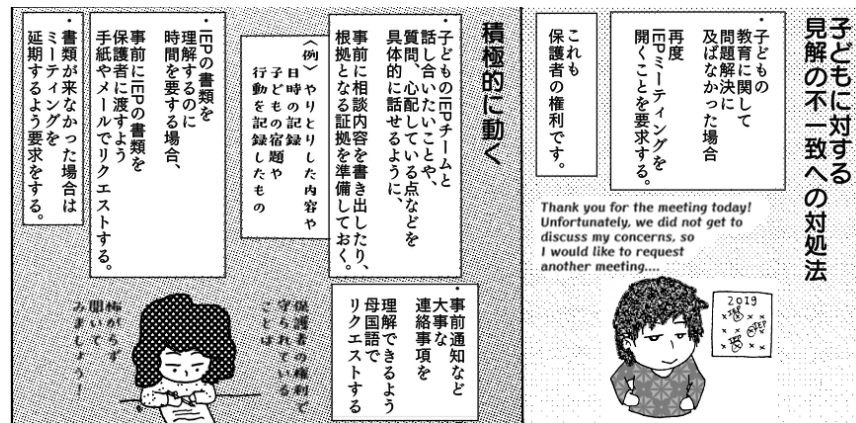 子どもに対する
見解の不一致への対処法
・子どもの
教育に関して
問題解決に
及ばなかった場合
再度
IEPミーティングを
開くことを要求する。
これも
保護者の権利です。
Thank you for the meeting today!
Unfortunately, we did not get to
discuss my concerns, so
I would like to request
another meeting....
2019
積極的に動く
・子どものIEPチームと
話し合いたいことや、
質問、心配している点などを
具体的に話せるように、
事前に相談内容を書き出したり、
根拠となる証拠を準備しておく。
〈例〉やりとりした内容や
日時の記録
子どもの宿題や
行動を記録したもの
・IEPの書類を
理解するのに
時間を要する場合、
事前にIEPの書類を
保護者に渡すよう
手紙やメールでリクエストする。
・書類が来なかった場合は
ミーティングを
延期するよう要求をする。
・事前通知など
大事な
連絡事項を
理解できるよう
母国語で
リクエストする
保護者の権利で
守られている
ことは
怖がらず
聞いて
みましょう！